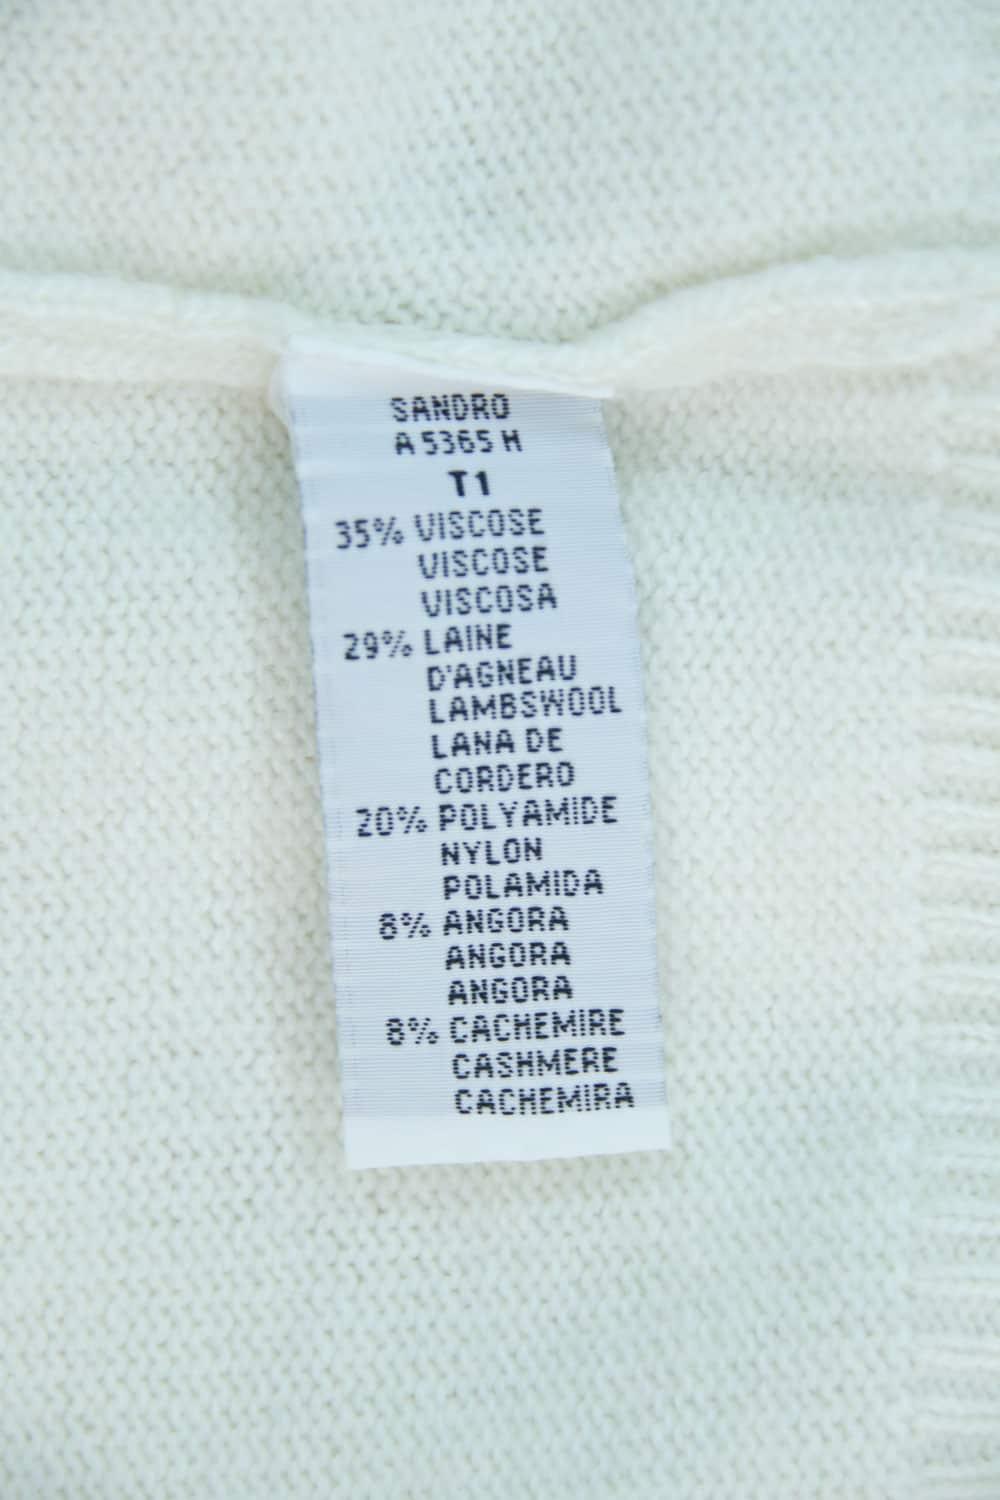 SANDRO
A 5365 H
T1
35% VISCOSE
VISCOSE
VISCOSA
29% LAINE
D'AGNEAU
LAMBSWOOL
LANA DE
CORDERO
20% POLYAMIDE
NYLON
POLAMIDA
8% ANGORA
ANGORA
ANGORA
8% CACHEMIRE
CASHMERE
CACHEMIRA